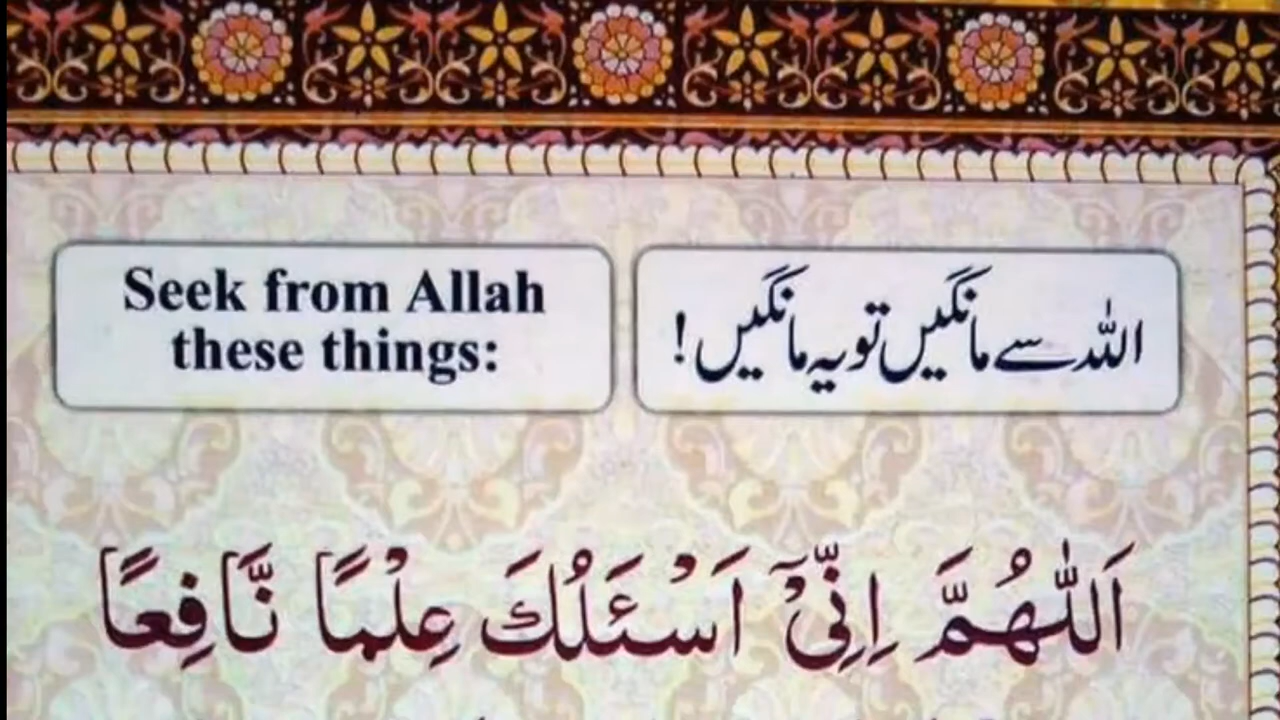 Seek from Allah
these things:
اللہ سے مانگیں تو یہ مانگیں!
اَللّٰهُمَّ اِنِّیْۤ اَسْئَلُكَ عِلْمًا نَّافِعًا